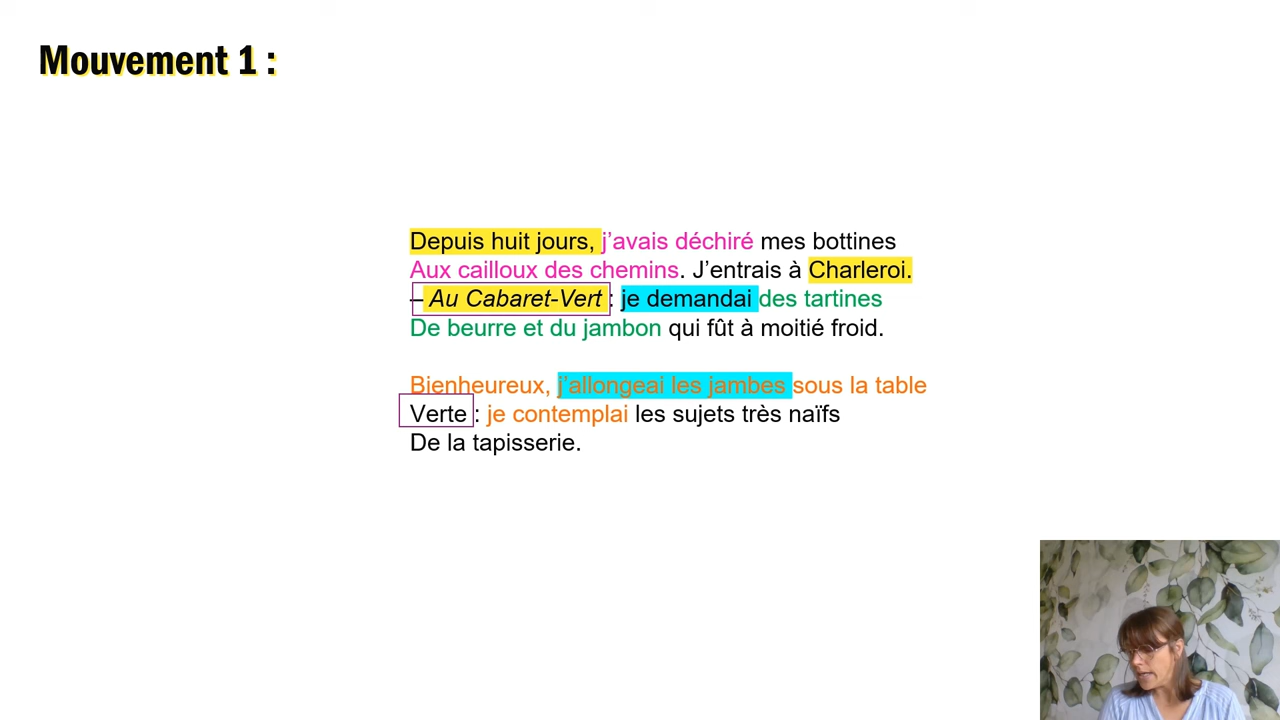 Mouvement 1 :
Depuis huit jours, j’avais déchiré mes bottines
Aux cailloux des chemins. J’entrais à Charleroi.
– Au Cabaret-Vert : je demandai des tartines
De beurre et du jambon qui fût à moitié froid.
Bienheureux, j’allongeai les jambes sous la table
Verte : je contemplai les sujets très naïfs
De la tapisserie.